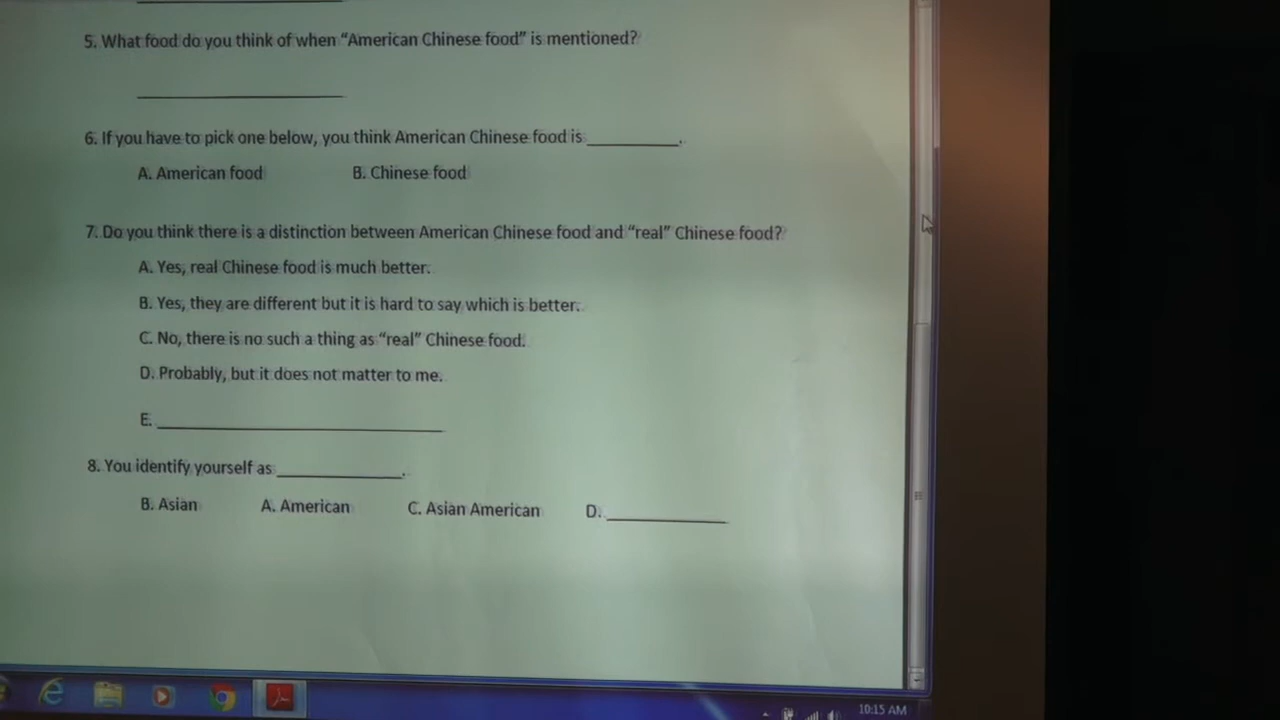 5. What food do you think of when “American Chinese food” is mentioned?
6. If you have to pick one below, you think American Chinese food is __________.
A. American food B. Chinese food
7. Do you think there is a distinction between American Chinese food and “real” Chinese food?
A. Yes, real Chinese food is much better.
B. Yes, they are different but it is hard to say which is better.
C. No, there is no such a thing as “real” Chinese food.
D. Probably, but it does not matter to me.
E. ______________________________
8. You identify yourself as _____________.
B. Asian A. American C. Asian American D. _____________
10:15 AM